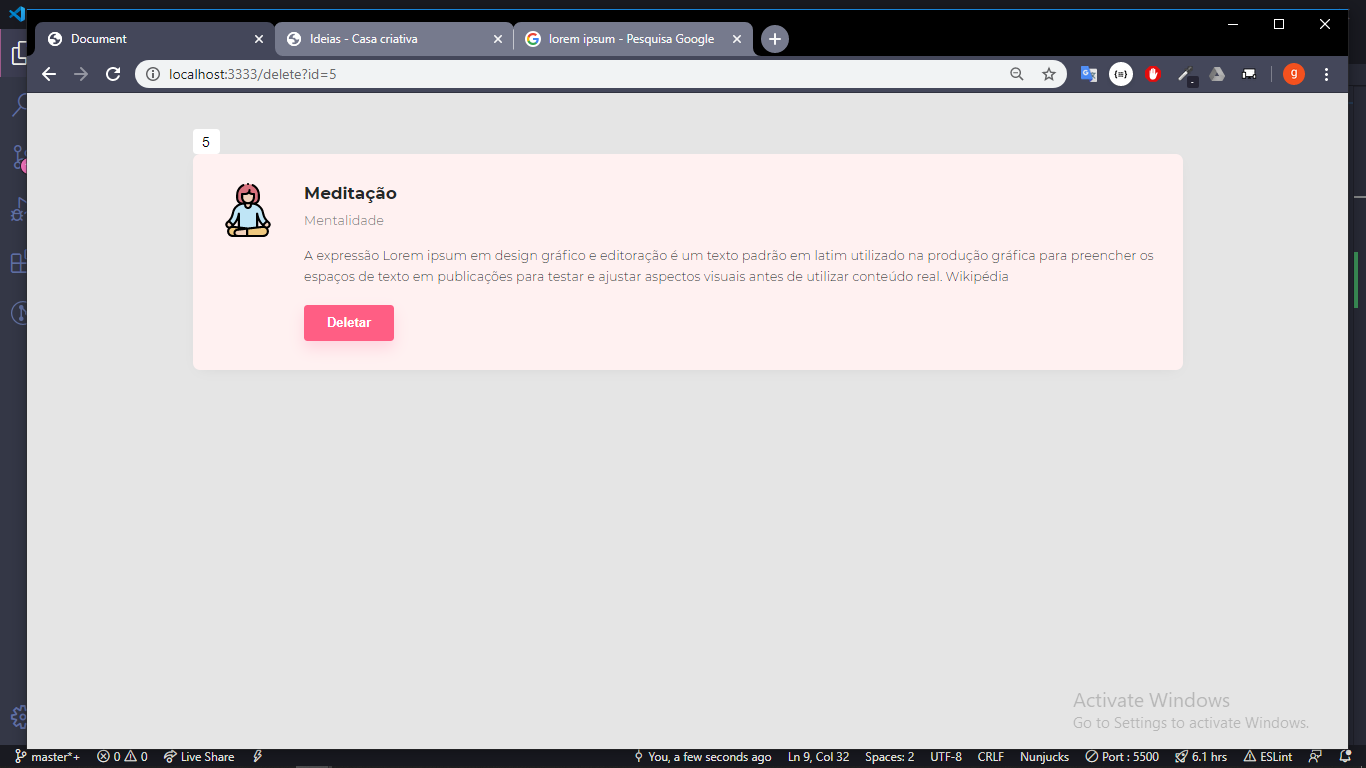 Document
Ideias - Casa criativa
lorem ipsum - Pesquisa Google
localhost:3333/delete?id=5
g
5
Meditação
Mentalidade
A expressão Lorem ipsum em design gráfico e editoração é um texto padrão em latim utilizado na produção gráfica para preencher os
espaços de texto em publicações para testar e ajustar aspectos visuais antes de utilizar conteúdo real. Wikipédia
Deletar
Activate Windows
Go to Settings to activate Windows.
master*+ 0 0 Live Share You, a few seconds ago Ln 9, Col 32 Spaces: 2 UTF-8 CRLF Nunjucks Port : 5500 6.1 hrs ESLint